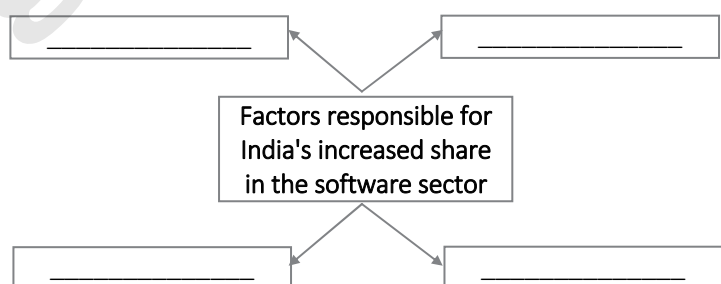 Factors responsible for
India's increased share
in the software sector